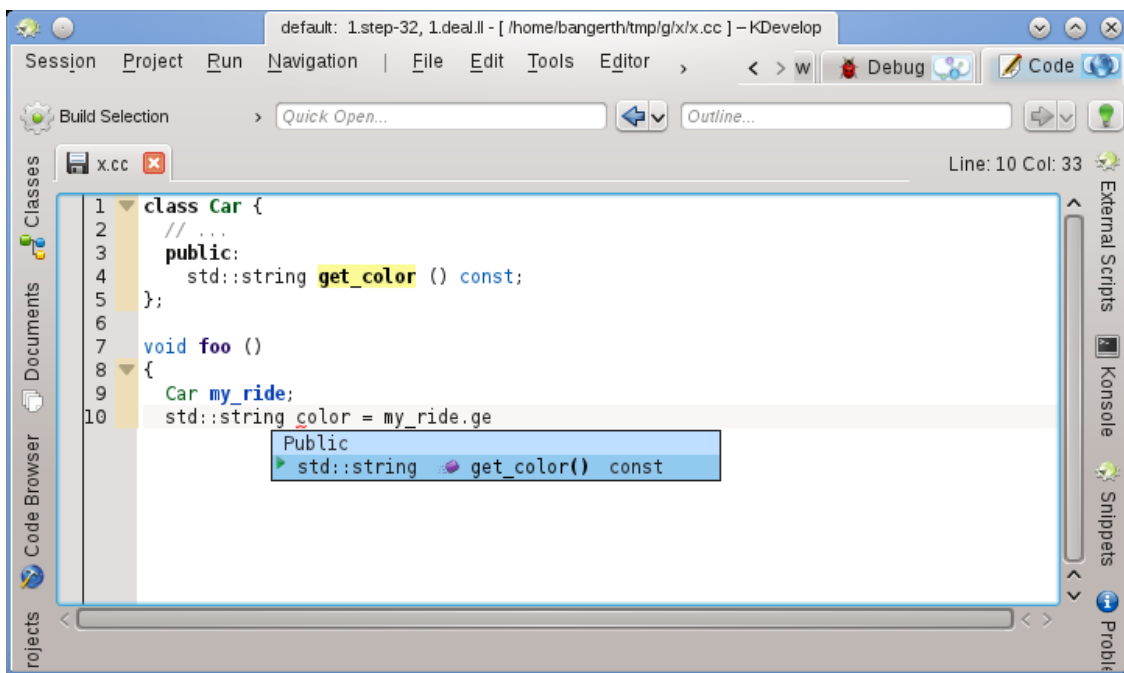 default: 1.step-32, 1.deal.II - [ /home/bangerth/tmp/g/x/x.cc ] – KDevelop
Session Project Run Navigation | File Edit Tools Editor › < > w Debug Code
Build Selection › Quick Open... Outline...
x.cc Line: 10 Col: 33
Classes
Documents
Code Browser
rojects
1 class Car {
2 // ...
3 public:
4 std::string get_color () const;
5 };
6
7 void foo ()
8 {
9 Car my_ride;
10 std::string color = my_ride.ge
Public
std::string get_color() const
External Scripts
Konsole
Snippets
Proble